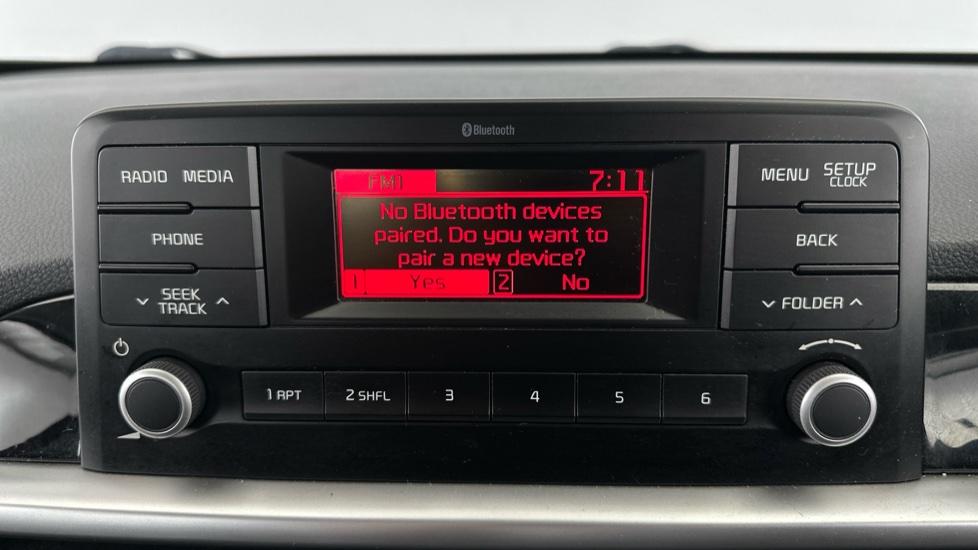 Bluetooth
RADIO MEDIA
PHONE
SEEK
TRACK
FM1 7:11
No Bluetooth devices
paired. Do you want to
pair a new device?
1 Yes 2 No
MENU SETUP
CLOCK
BACK
FOLDER
1 RPT 2 SHFL 3 4 5 6